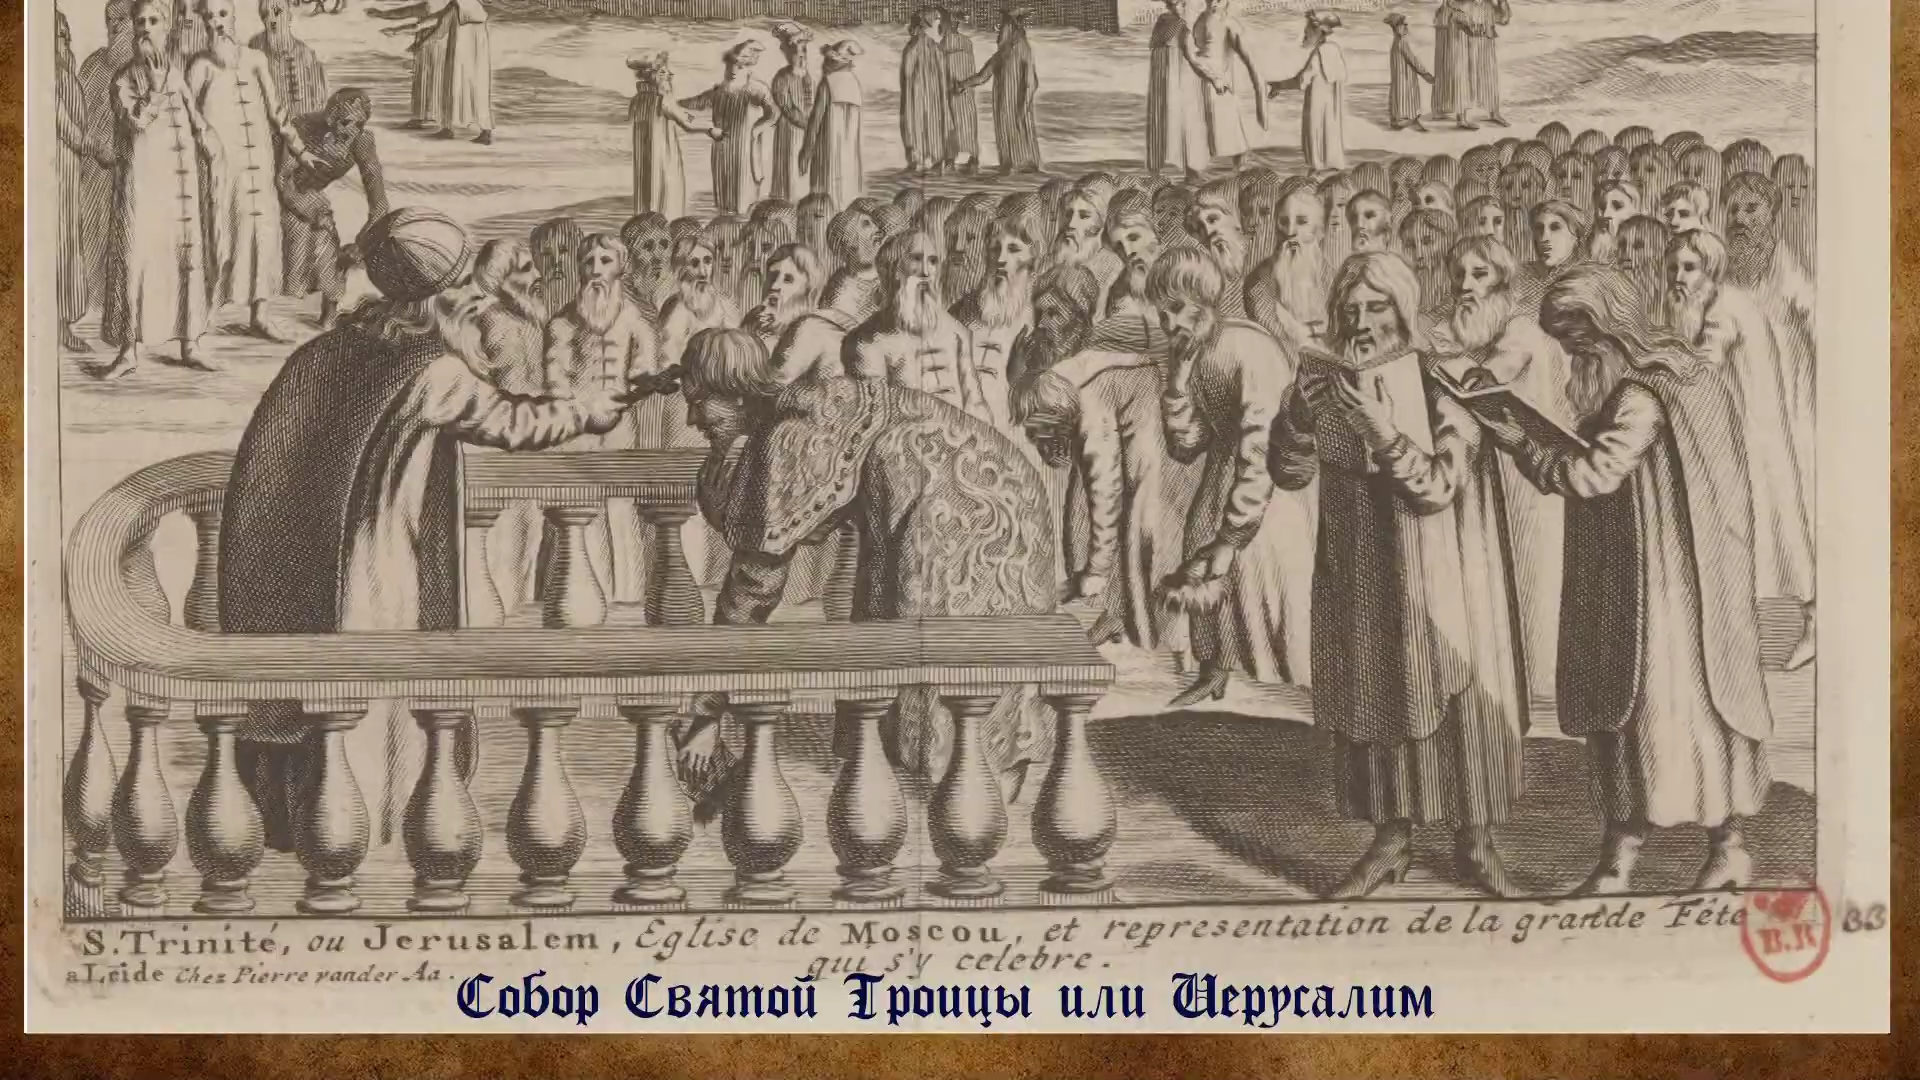 S. Trinité, ou Jerusalem, Eglise de Moscou, et representation de la grande Fête
qui s'y celebre.
a Leide Chez Pierre vander Aa.
B.R
BB
Собор Святой Троицы или Иерусалим